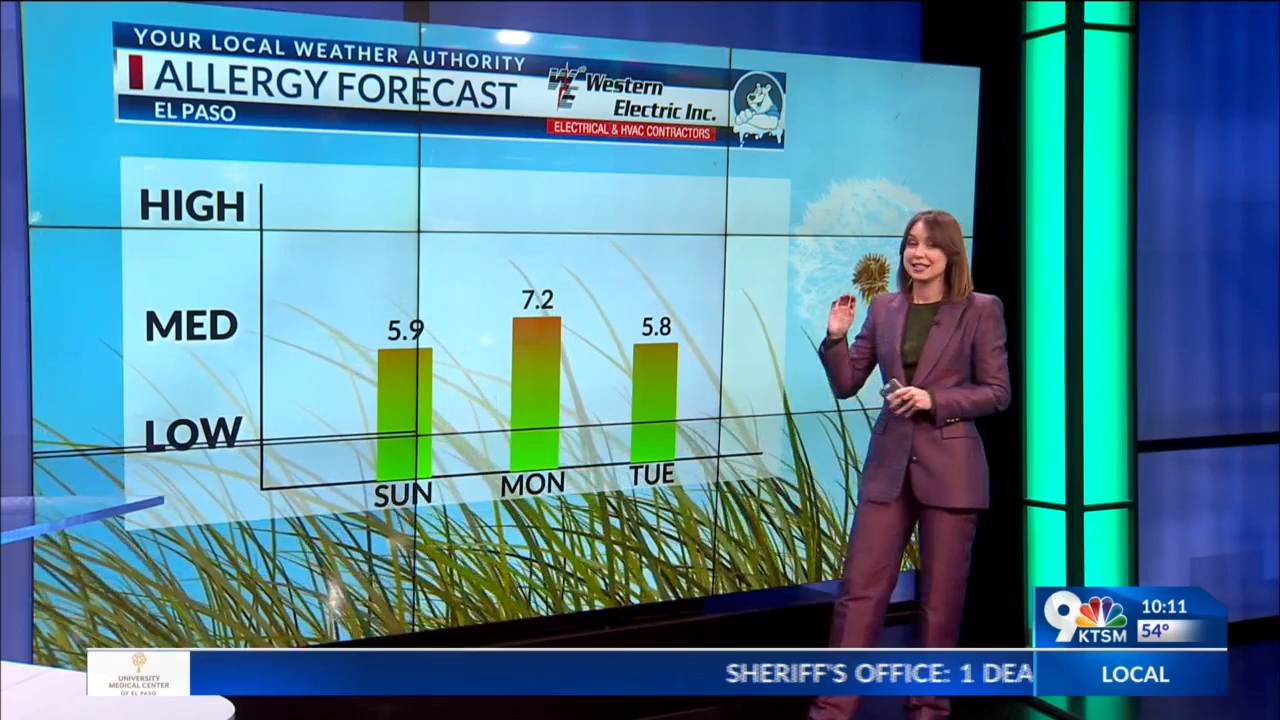 YOUR LOCAL WEATHER AUTHORITY
ALLERGY FORECAST
EL PASO
WE Western
Electric Inc.
ELECTRICAL & HVAC CONTRACTORS
HIGH
MED
LOW
5.9
7.2
5.8
SUN
MON
TUE
9
KTSM
10:11
54°
LOCAL
UNIVERSITY
MEDICAL CENTER
OF EL PASO
SHERIFF'S OFFICE: 1 DEA